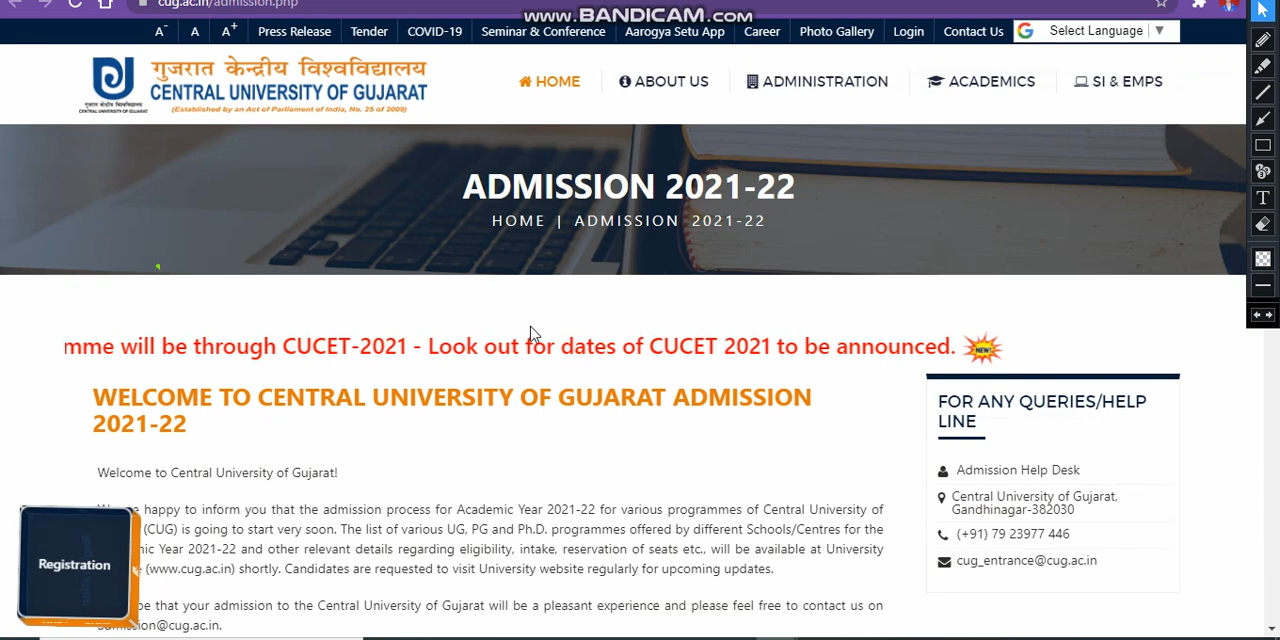 cug.ac.in/admission.php
www.BANDICAM.com
A- A A+ Press Release Tender COVID-19 Seminar & Conference Aarogya Setu App Career Photo Gallery Login Contact Us Select Language ▼
गुजरात केन्द्रीय विश्वविद्यालय
CENTRAL UNIVERSITY OF GUJARAT
(Established by an Act of Parliament of India, No. 25 of 2009)
गुजरात केन्द्रीय विश्वविद्यालय
CENTRAL UNIVERSITY OF GUJARAT
HOME ABOUT US ADMINISTRATION ACADEMICS SI & EMPS
ADMISSION 2021-22
HOME | ADMISSION 2021-22
mme will be through CUCET-2021 - Look out for dates of CUCET 2021 to be announced. NEW!
WELCOME TO CENTRAL UNIVERSITY OF GUJARAT ADMISSION
2021-22
Welcome to Central University of Gujarat!
happy to inform you that the admission process for Academic Year 2021-22 for various programmes of Central University of
(CUG) is going to start very soon. The list of various UG, PG and Ph.D. programmes offered by different Schools/Centres for the
ic Year 2021-22 and other relevant details regarding eligibility, intake, reservation of seats etc., will be available at University
(www.cug.ac.in) shortly. Candidates are requested to visit University website regularly for upcoming updates.
pe that your admission to the Central University of Gujarat will be a pleasant experience and please feel free to contact us on
dmission@cug.ac.in.
Registration
FOR ANY QUERIES/HELP
LINE
Admission Help Desk
Central University of Gujarat,
Gandhinagar-382030
(+91) 79 23977 446
cug_entrance@cug.ac.in